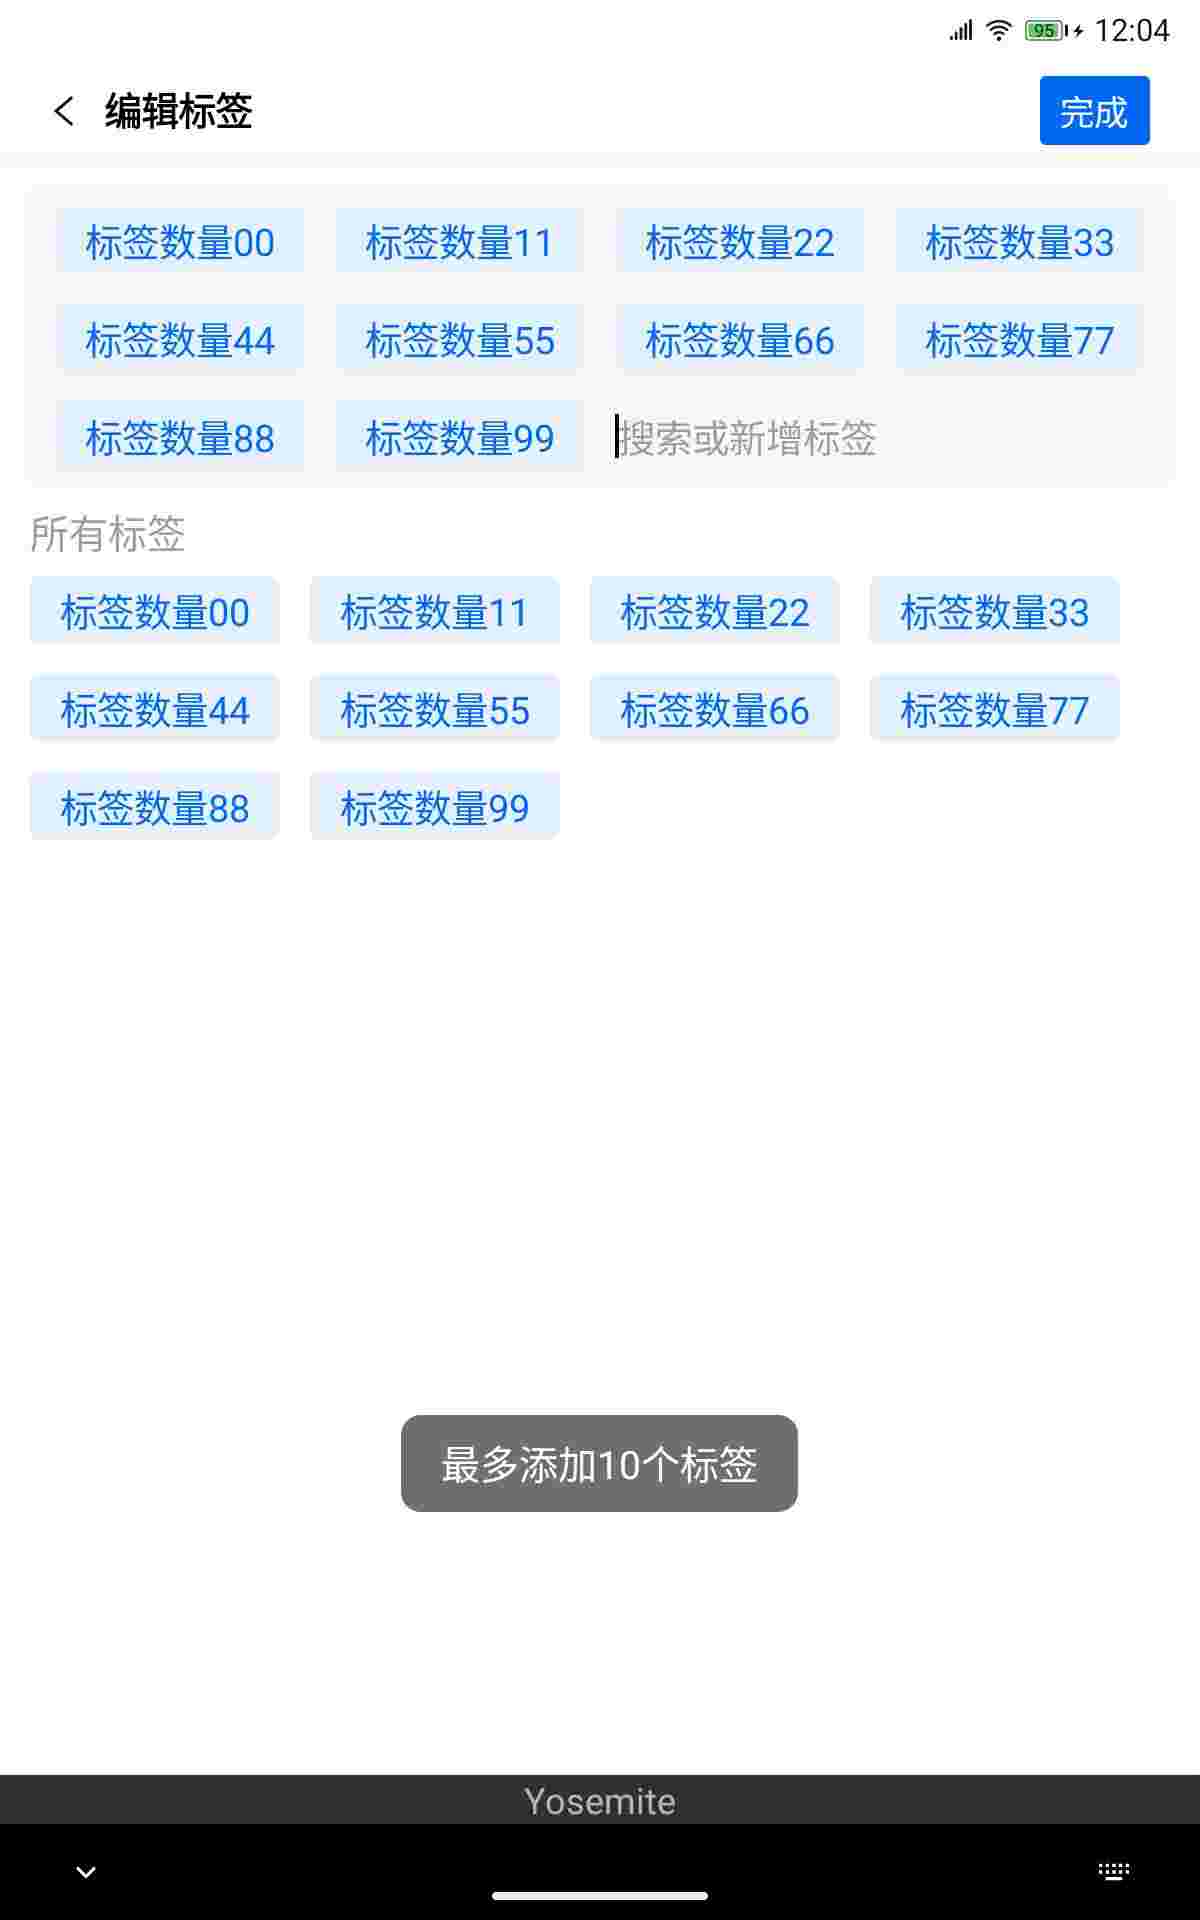 95 12:04
编辑标签 完成
标签数量00 标签数量11 标签数量22 标签数量33
标签数量44 标签数量55 标签数量66 标签数量77
标签数量88 标签数量99 搜索或新增标签
所有标签
标签数量00 标签数量11 标签数量22 标签数量33
标签数量44 标签数量55 标签数量66 标签数量77
标签数量88 标签数量99
最多添加10个标签
Yosemite